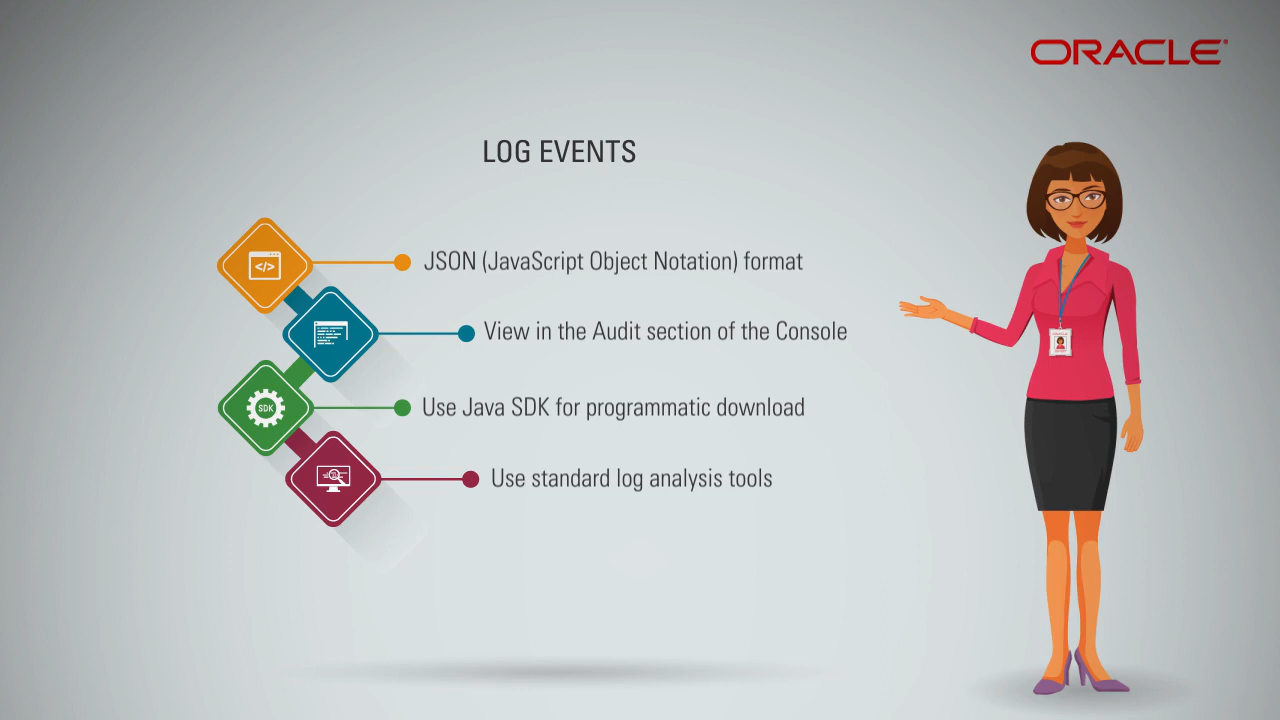 ORACLE
LOG EVENTS
JSON (JavaScript Object Notation) format
View in the Audit section of the Console
SDK
Use Java SDK for programmatic download
Use standard log analysis tools